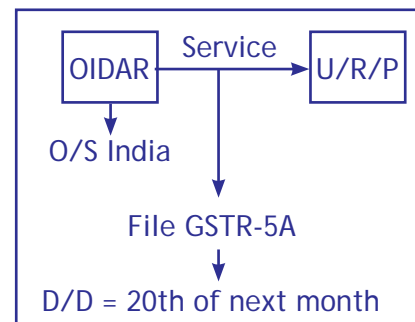 Service
OIDAR
U/R/P
O/S India
File GSTR-5A
D/D = 20th of next month